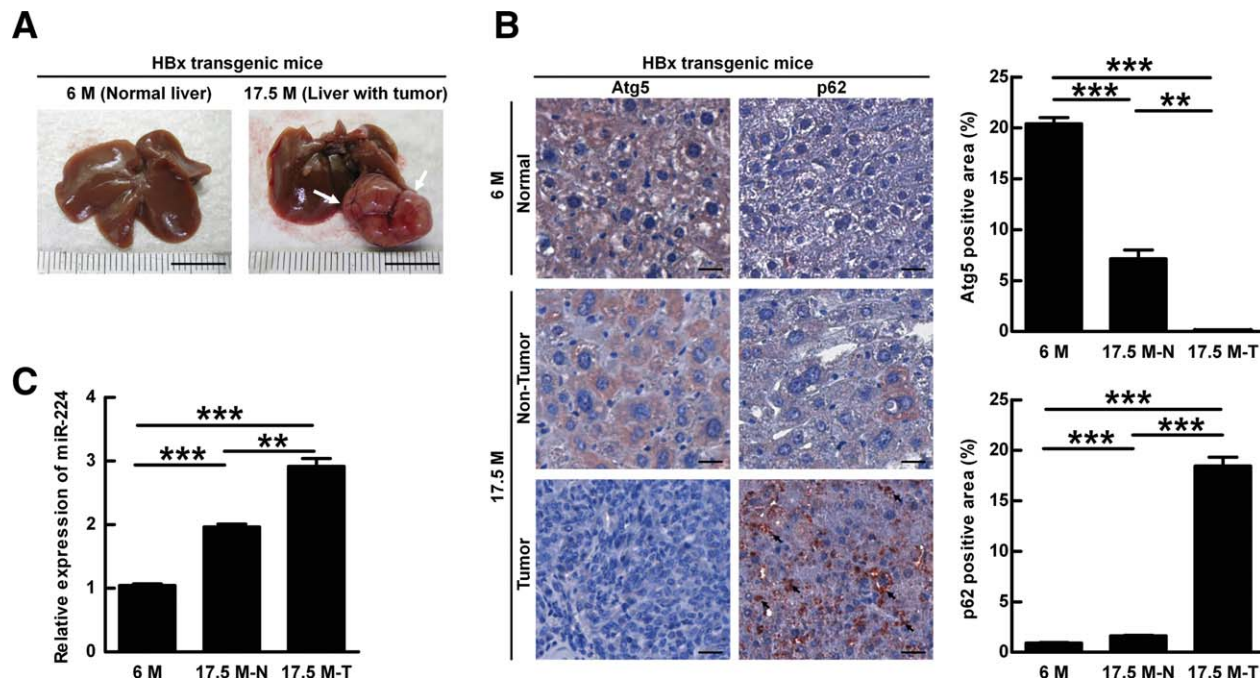 A
HBx transgenic mice
6 M (Normal liver)
17.5 M (Liver with tumor)
B
HBx transgenic mice
Atg5
p62
6 M
Normal
17.5 M
Non-Tumor
Tumor
Atg5 positive area (%)
25
20
15
10
5
0
***
***
**
6 M
17.5 M-N
17.5 M-T
p62 positive area (%)
25
20
15
10
5
0
***
***
***
6 M
17.5 M-N
17.5 M-T
C
Relative expression of miR-224
4
3
2
1
0
***
***
**
6 M
17.5 M-N
17.5 M-T